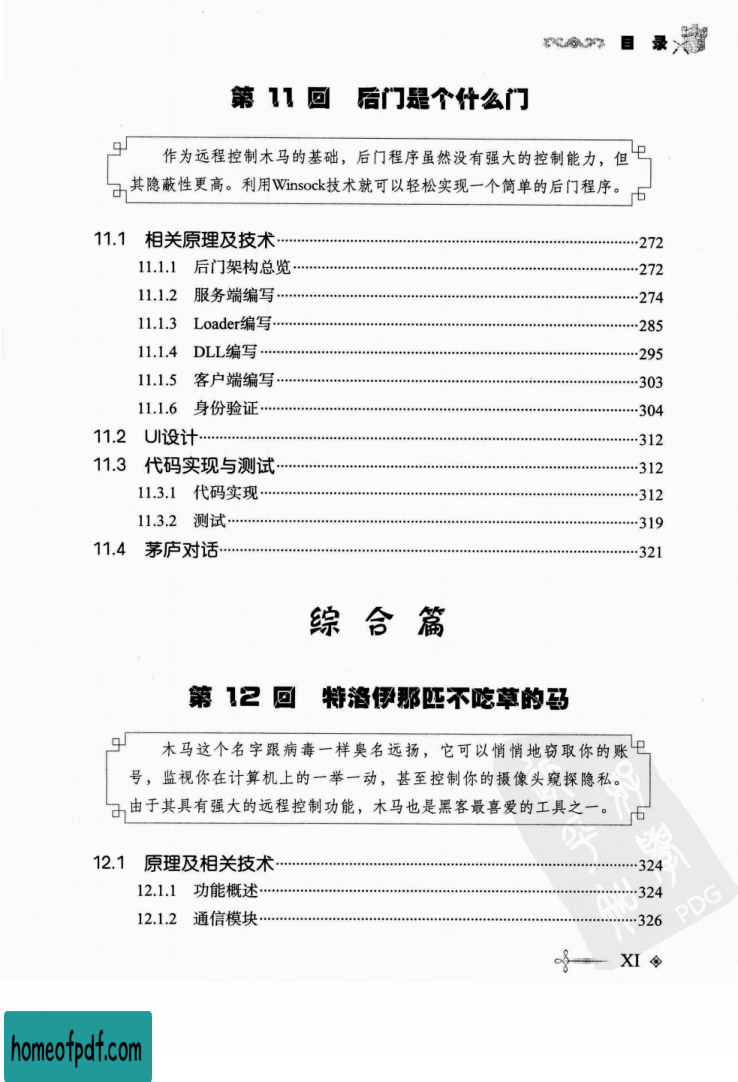 目 录
第 11 回 后门是个什么门
作为远程控制木马的基础，后门程序虽然没有强大的控制能力，但
其隐蔽性更高。利用Winsock技术就可以轻松实现一个简单的后门程序。
11.1 相关原理及技术 272
11.1.1 后门架构总览 272
11.1.2 服务端编写 274
11.1.3 Loader编写 285
11.1.4 DLL编写 295
11.1.5 客户端编写 303
11.1.6 身份验证 304
11.2 UI设计 312
11.3 代码实现与测试 312
11.3.1 代码实现 312
11.3.2 测试 319
11.4 茅庐对话 321
综 合 篇
第 12 回 特洛伊那匹不吃草的马
木马这个名字跟病毒一样臭名远扬，它可以悄悄地窃取你的账
号，监视你在计算机上的一举一动，甚至控制你的摄像头窥探隐私。
由于其具有强大的远程控制功能，木马也是黑客最喜爱的工具之一。
12.1 原理及相关技术 324
12.1.1 功能概述 324
12.1.2 通信模块 326
PDG
XI
homeofpdf.com